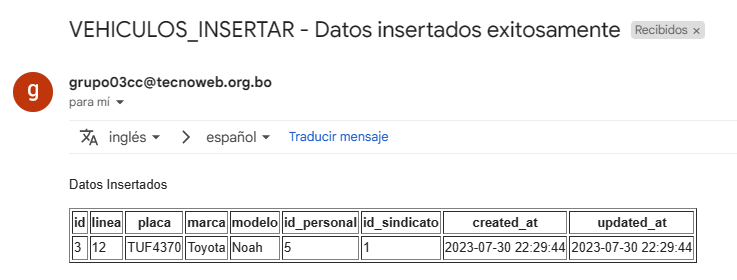 VEHICULOS_INSERTAR - Datos insertados exitosamente Recibidos ×
g grupo03cc@tecnoweb.org.bo
para mí
inglés > español Traducir mensaje
Datos Insertados
id linea placa marca modelo id_personal id_sindicato created_at updated_at
3 12 TUF4370 Toyota Noah 5 1 2023-07-30 22:29:44 2023-07-30 22:29:44